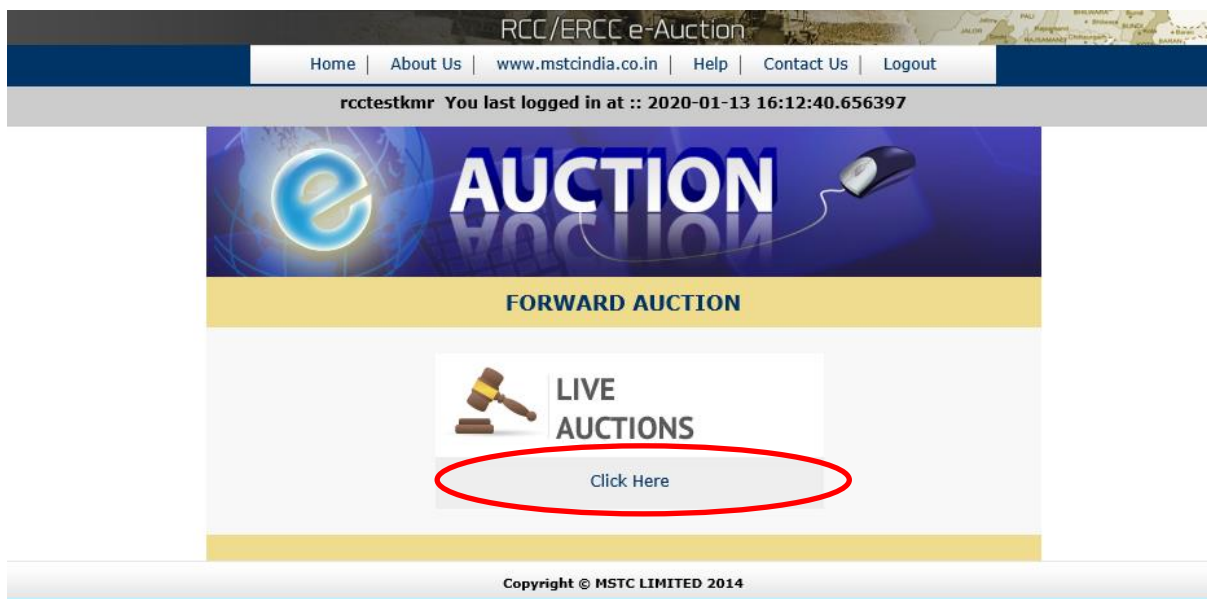 RCC/ERCC e-Auction
Home | About Us | www.mstcindia.co.in | Help | Contact Us | Logout
rcctestkmr You last logged in at :: 2020-01-13 16:12:40.656397
e AUCTION
FORWARD AUCTION
LIVE
AUCTIONS
Click Here
Copyright © MSTC LIMITED 2014